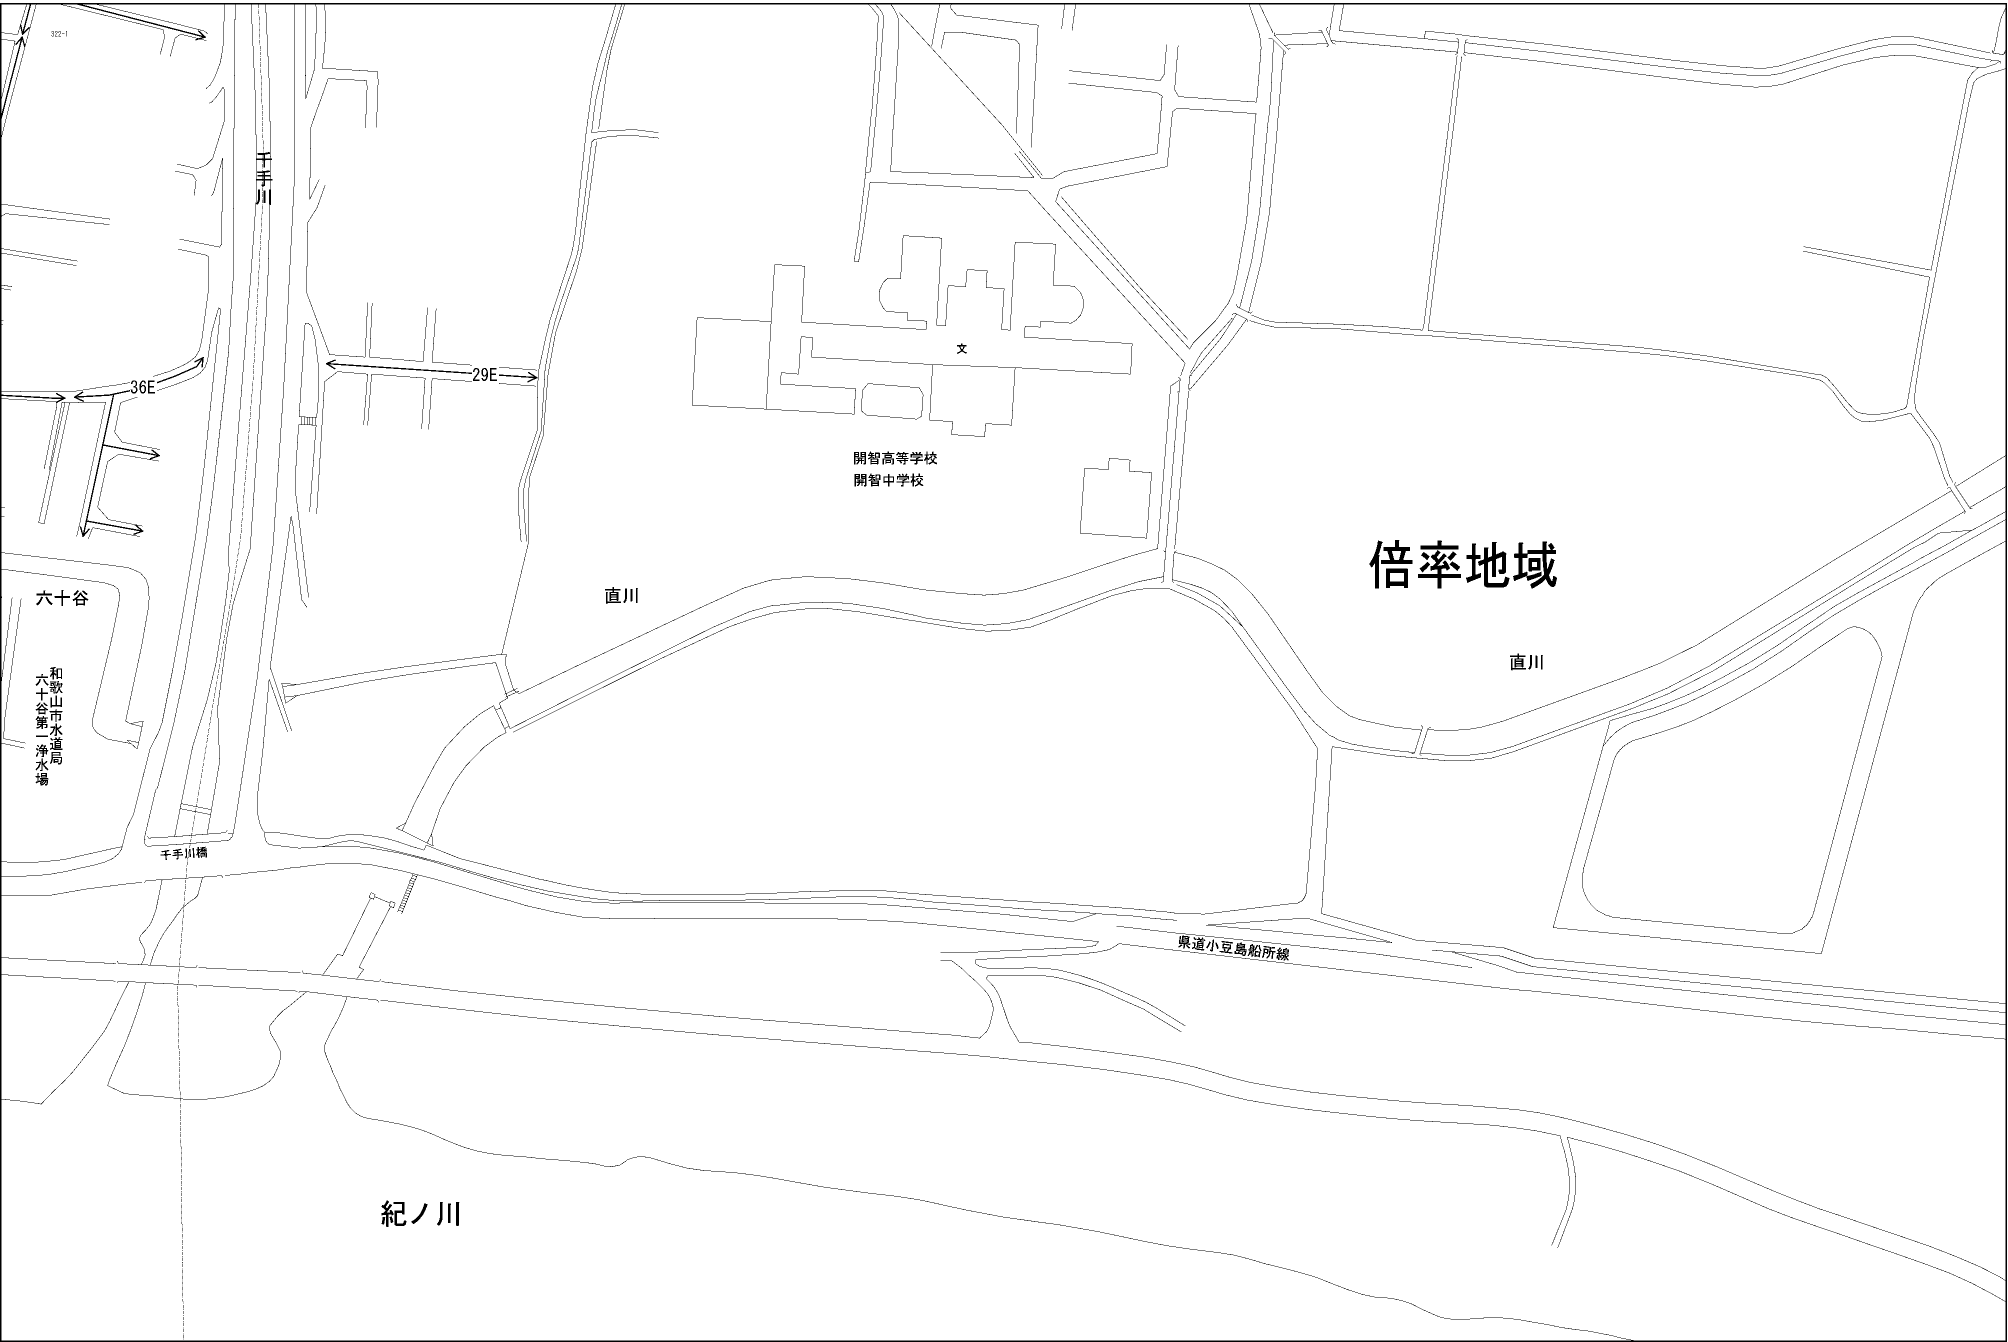 322-1
千手川
36E
29E
文
開智高等学校
開智中学校
倍率地域
六十谷
直川
直川
和歌山市水道局
六十谷第一浄水場
千手川橋
県道小豆島船所線
紀ノ川